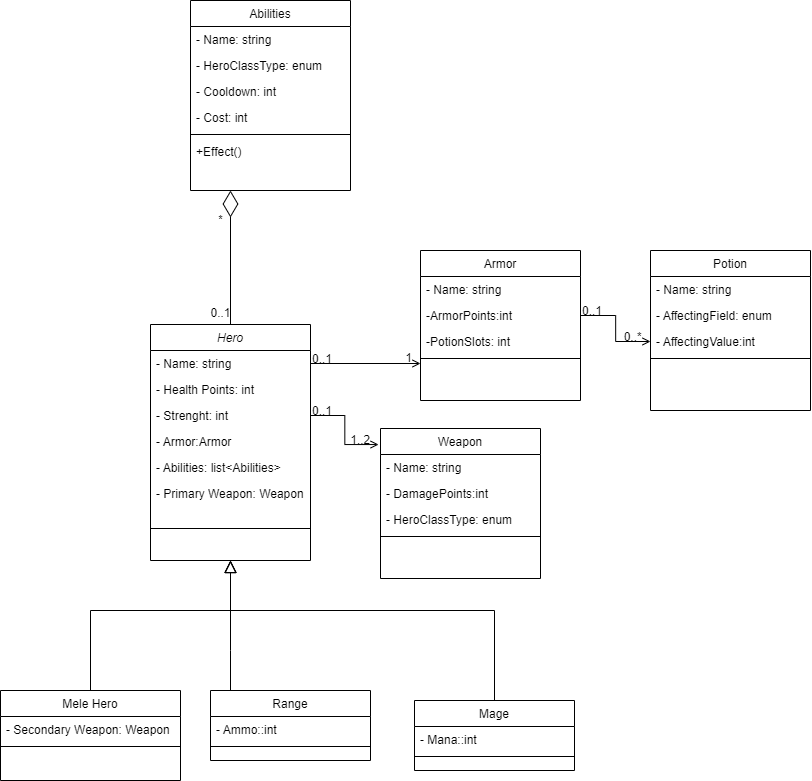 Abilities
- Name: string
- HeroClassType: enum
- Cooldown: int
- Cost: int
+Effect()
*
0..1
Hero
- Name: string
- Health Points: int
- Strenght: int
- Armor:Armor
- Abilities: list<Abilities>
- Primary Weapon: Weapon
0..1
1
0..1
1..2
Armor
- Name: string
-ArmorPoints:int
-PotionSlots: int
0..1
0..*
Potion
- Name: string
- AffectingField: enum
- AffectingValue:int
Weapon
- Name: string
- DamagePoints:int
- HeroClassType: enum
Mele Hero
- Secondary Weapon: Weapon
Range
- Ammo::int
Mage
- Mana::int